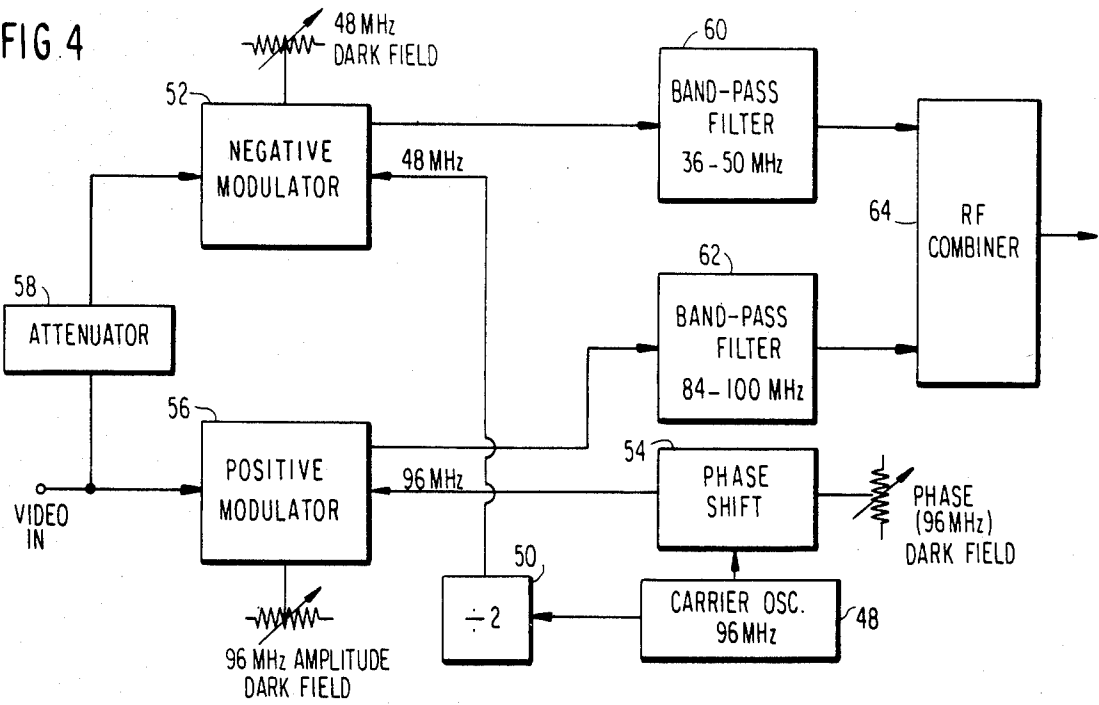 FIG. 4
48 MHz
DARK FIELD
52
NEGATIVE
MODULATOR
48 MHz
60
BAND-PASS
FILTER
36-50 MHz
64
RF
COMBINER
58
ATTENUATOR
62
BAND-PASS
FILTER
84-100 MHz
56
POSITIVE
MODULATOR
96 MHz
54
PHASE
SHIFT
PHASE
(96 MHz)
DARK FIELD
VIDEO
IN
50
÷2
CARRIER OSC.
96 MHz
48
96 MHz AMPLITUDE
DARK FIELD